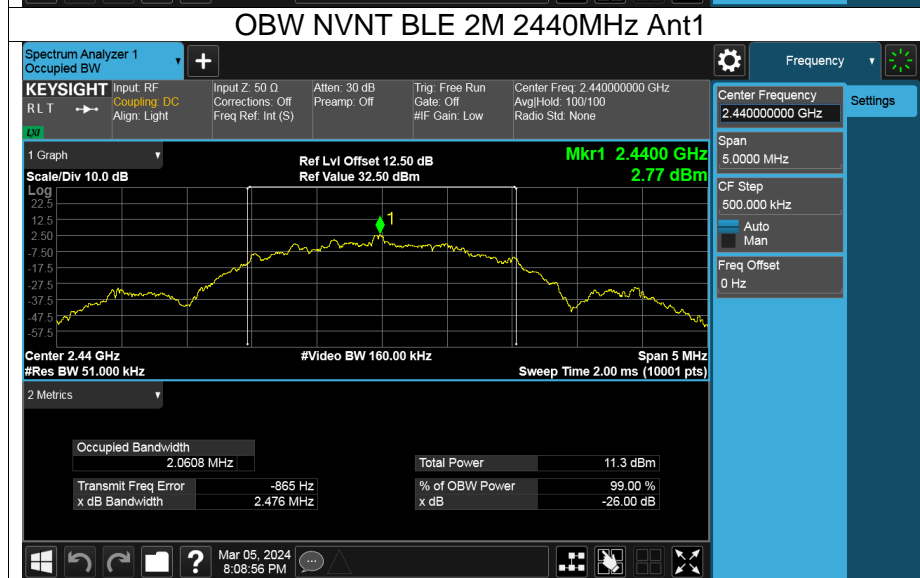 OBW NVNT BLE 2M 2440MHz Ant1
Spectrum Analyzer 1
Occupied BW
▼
+
Frequency
▼
KEYSIGHT
RLT
LXI
Input: RF
Coupling: DC
Align: Light
Input Z: 50 Ω
Corrections: Off
Freq Ref: Int (S)
Atten: 30 dB
Preamp: Off
Trig: Free Run
Gate: Off
#IF Gain: Low
Center Freq: 2.440000000 GHz
Avg|Hold: 100/100
Radio Std: None
Center Frequency
2.440000000 GHz
Settings
Span
5.0000 MHz
CF Step
500.000 kHz
Auto
Man
Freq Offset
0 Hz
1 Graph
▼
Scale/Div 10.0 dB
Ref Lvl Offset 12.50 dB
Ref Value 32.50 dBm
Mkr1 2.4400 GHz
2.77 dBm
Log
22.5
12.5
2.50
-7.50
-17.5
-27.5
-37.5
-47.5
-57.5
1
Center 2.44 GHz
#Res BW 51.000 kHz
#Video BW 160.00 kHz
Span 5 MHz
Sweep Time 2.00 ms (10001 pts)
2 Metrics
▼
Occupied Bandwidth
2.0608 MHz
Transmit Freq Error -865 Hz
x dB Bandwidth 2.476 MHz
Total Power 11.3 dBm
% of OBW Power 99.00 %
x dB -26.00 dB
?
Mar 05, 2024
8:08:56 PM